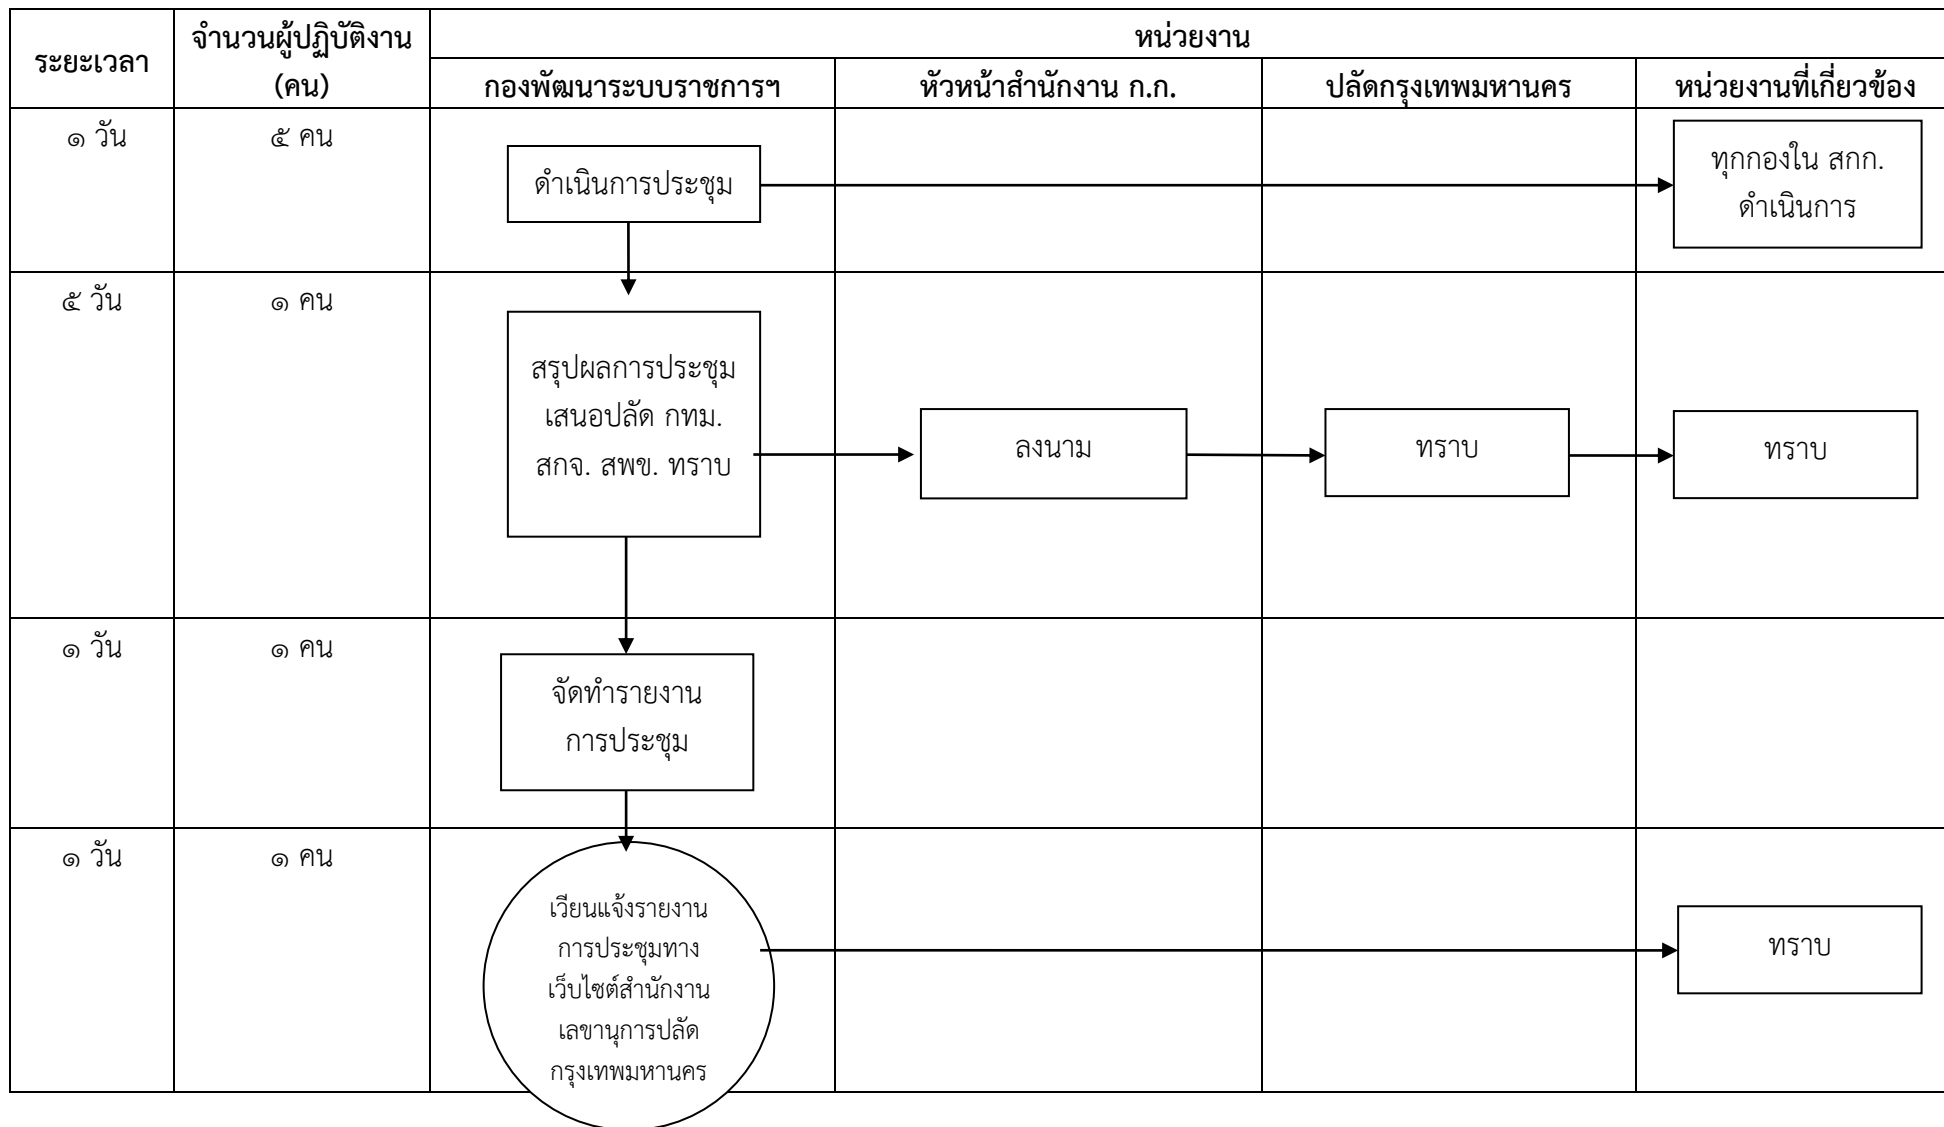 ระยะเวลา
จำนวนผู้ปฏิบัติงาน
(คน)
หน่วยงาน
กองพัฒนาระบบราชการฯ
หัวหน้าสำนักงาน ก.ก.
ปลัดกรุงเทพมหานคร
หน่วยงานที่เกี่ยวข้อง
๑ วัน
๕ คน
ดำเนินการประชุม
ทุกกองใน สกก.
ดำเนินการ
๕ วัน
๑ คน
สรุปผลการประชุม
เสนอปลัด กทม.
สกจ. สพข. ทราบ
ลงนาม
ทราบ
ทราบ
๑ วัน
๑ คน
จัดทำรายงาน
การประชุม
๑ วัน
๑ คน
เวียนแจ้งรายงาน
การประชุมทาง
เว็บไซต์สำนักงาน
เลขานุการปลัด
กรุงเทพมหานคร
ทราบ